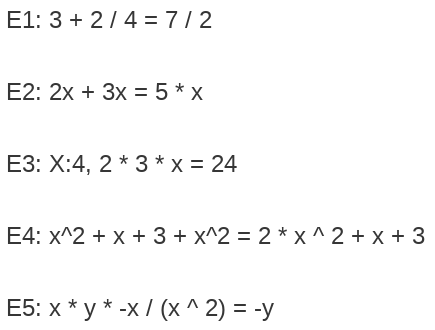 E1: 3 + 2 / 4 = 7 / 2
E2: 2x + 3x = 5 * x
E3: X:4, 2 * 3 * x = 24
E4: x^2 + x + 3 + x^2 = 2 * x ^ 2 + x + 3
E5: x * y * -x / (x ^ 2) = -y